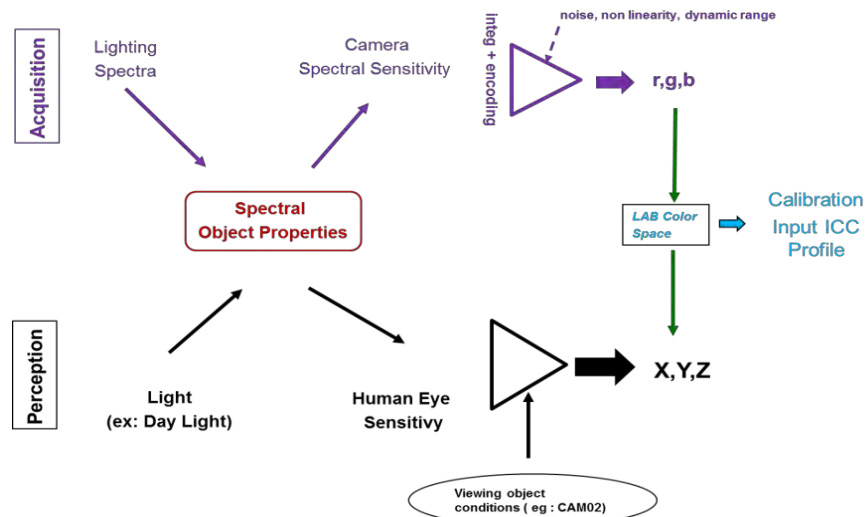 Acquisition
Lighting
Spectra
Camera
Spectral Sensitivity
integ + encoding
noise, non linearity, dynamic range
r,g,b
Spectral
Object Properties
LAB Color
Space
Calibration
Input ICC
Profile
Perception
Light
(ex: Day Light)
Human Eye
Sensitivy
X,Y,Z
Viewing object
conditions ( eg : CAM02)